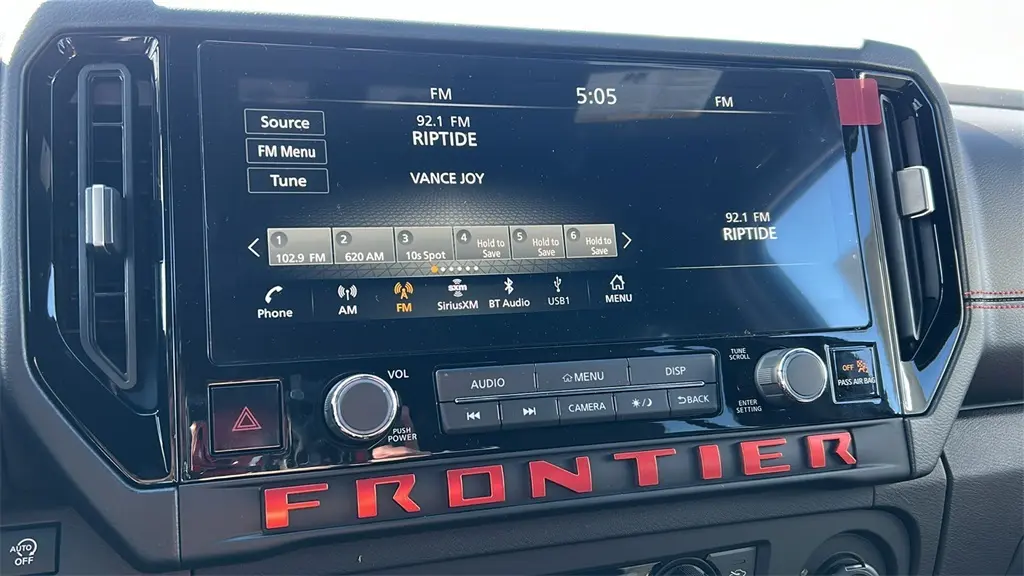 FM 5:05 FM
Source
92.1 FM
RIPTIDE
FM Menu
Tune
VANCE JOY
92.1 FM
RIPTIDE
1 2 3 4 5 6
102.9 FM 620 AM 10s Spot Hold to Save Hold to Save Hold to Save
Phone AM FM SXM SiriusXM BT Audio USB1 MENU
VOL
PUSH POWER
AUDIO MENU DISP
CAMERA BACK
TUNE SCROLL
ENTER SETTING
OFF
PASS AIR BAG
FRONTIER
AUTO
OFF